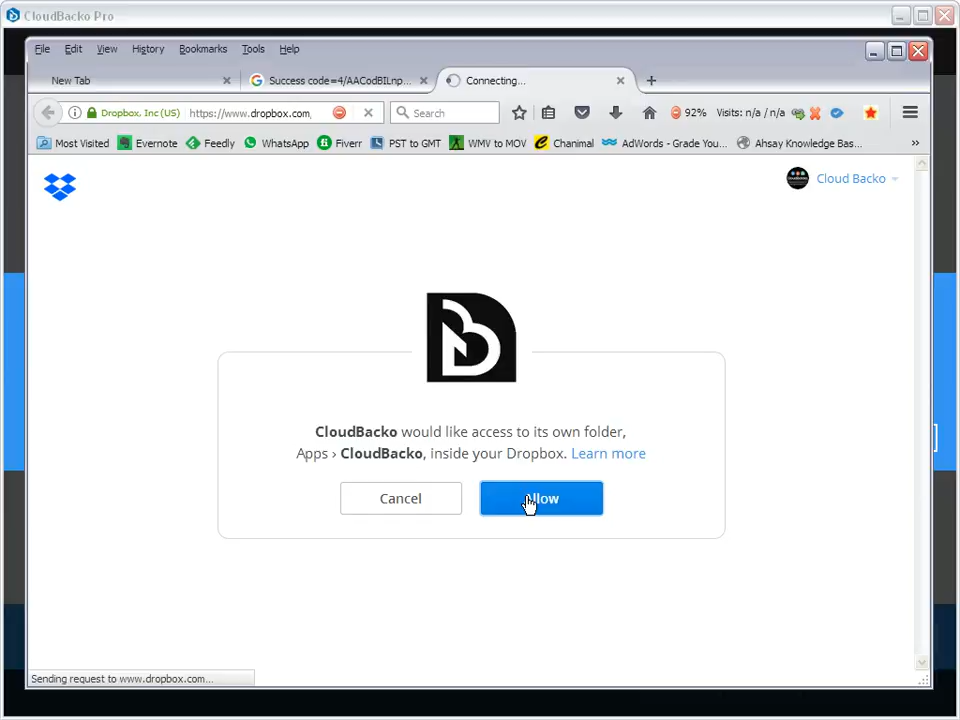 CloudBacko Pro
File Edit View History Bookmarks Tools Help
New Tab Success code=4/AACodBILnp... Connecting...
Dropbox, Inc (US) https://www.dropbox.com, Search 92% Visits: n/a / n/a
Most Visited Evernote Feedly WhatsApp Fiverr PST to GMT WMV to MOV Chanimal AdWords - Grade You... Ahsay Knowledge Bas... »
Cloud Backo
CloudBacko would like access to its own folder,
Apps › CloudBacko, inside your Dropbox. Learn more
Cancel Allow
Sending request to www.dropbox.com...